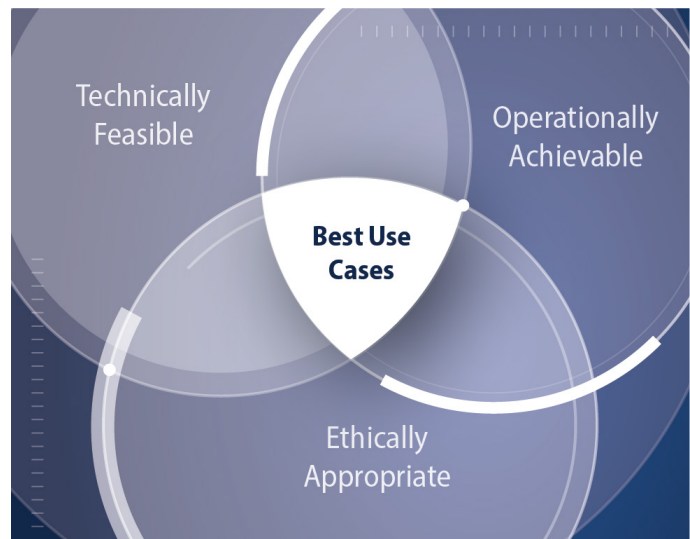 Technically
Feasible
Operationally
Achievable
Best Use
Cases
Ethically
Appropriate